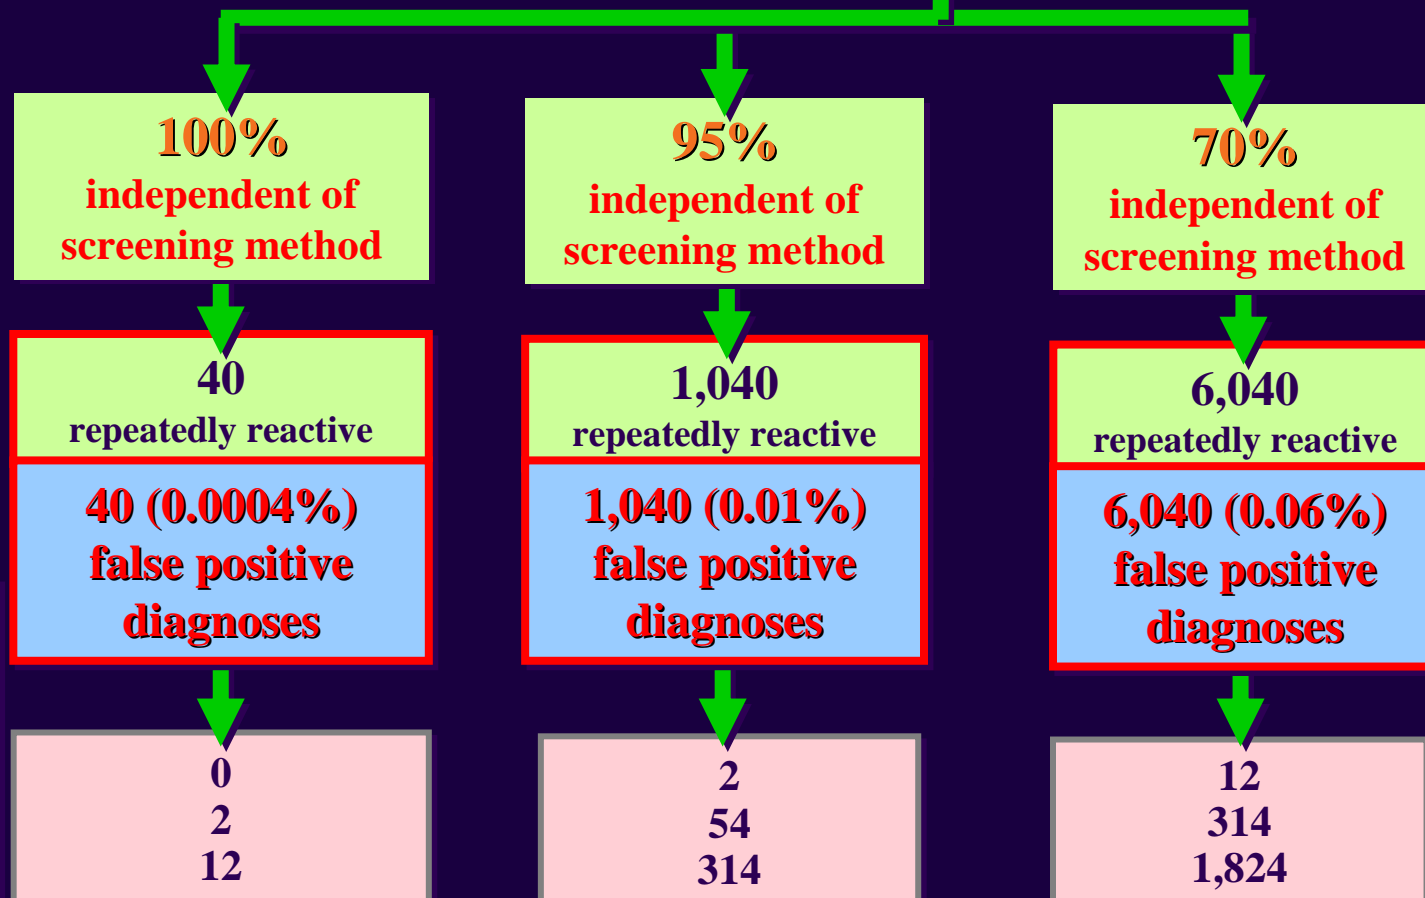 100%
independent of
screening method
40
repeatedly reactive
40 (0.0004%)
false positive
diagnoses
0
2
12
95%
independent of
screening method
1,040
repeatedly reactive
1,040 (0.01%)
false positive
diagnoses
2
54
314
70%
independent of
screening method
6,040
repeatedly reactive
6,040 (0.06%)
false positive
diagnoses
12
314
1,824